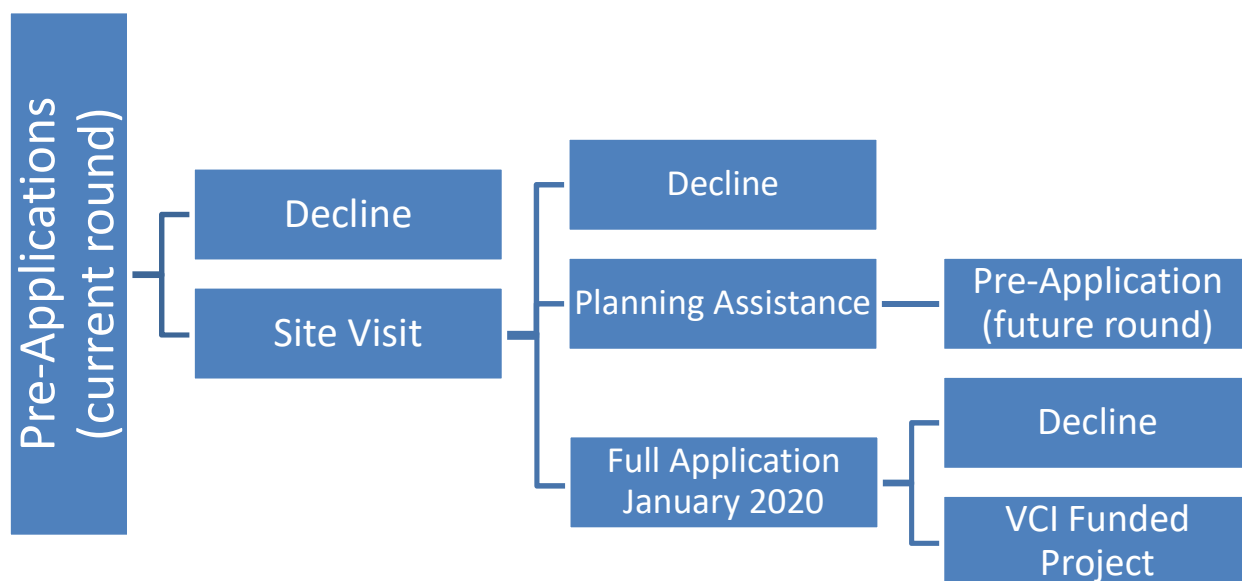 Pre-Applications
(current round)
Decline
Site Visit
Decline
Planning Assistance
Full Application
January 2020
Pre-Application
(future round)
Decline
VCI Funded
Project